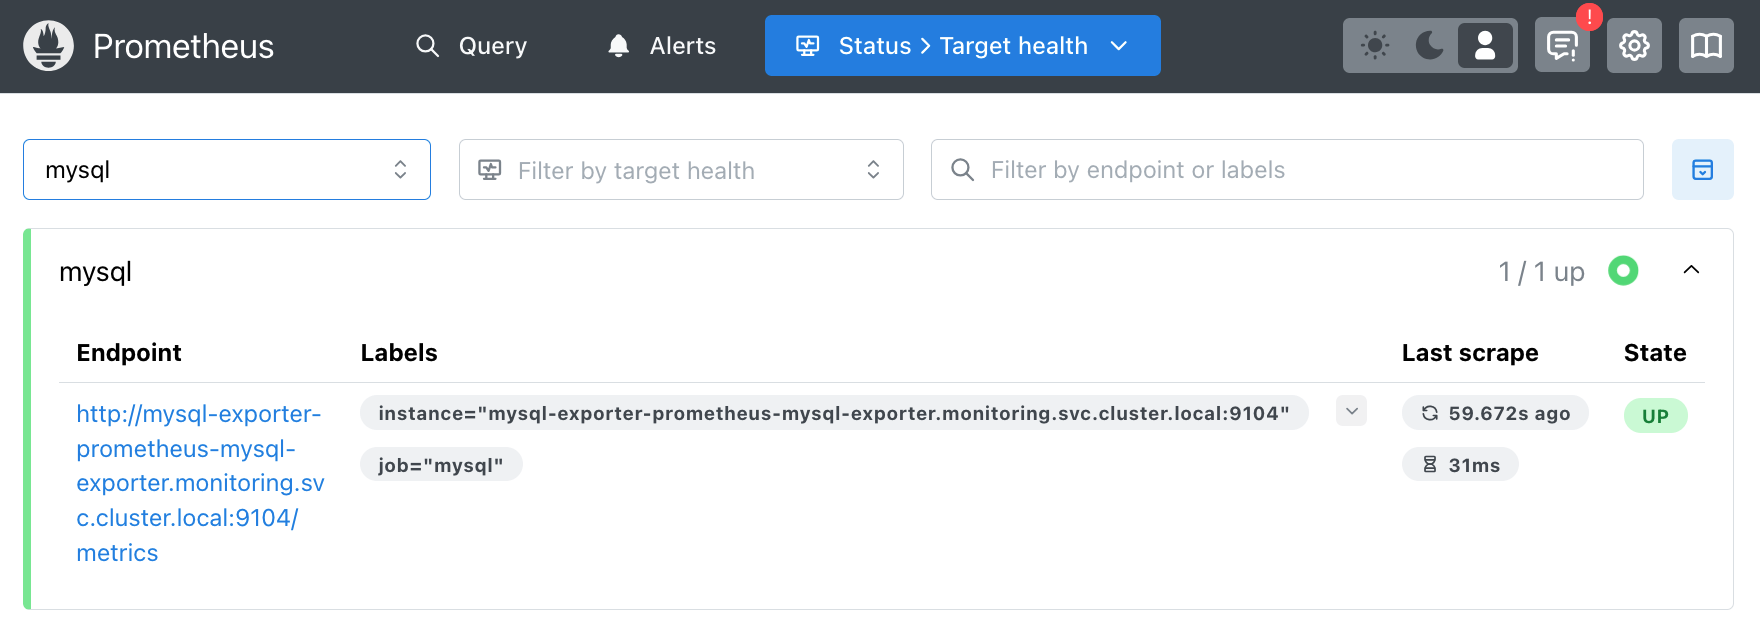 Prometheus
Query
Alerts
Status > Target health
!
mysql
Filter by target health
Filter by endpoint or labels
mysql
1 / 1 up
Endpoint
Labels
Last scrape
State
http://mysql-exporter-
prometheus-mysql-
exporter.monitoring.sv
c.cluster.local:9104/
metrics
instance="mysql-exporter-prometheus-mysql-exporter.monitoring.svc.cluster.local:9104"
job="mysql"
59.672s ago
31ms
UP